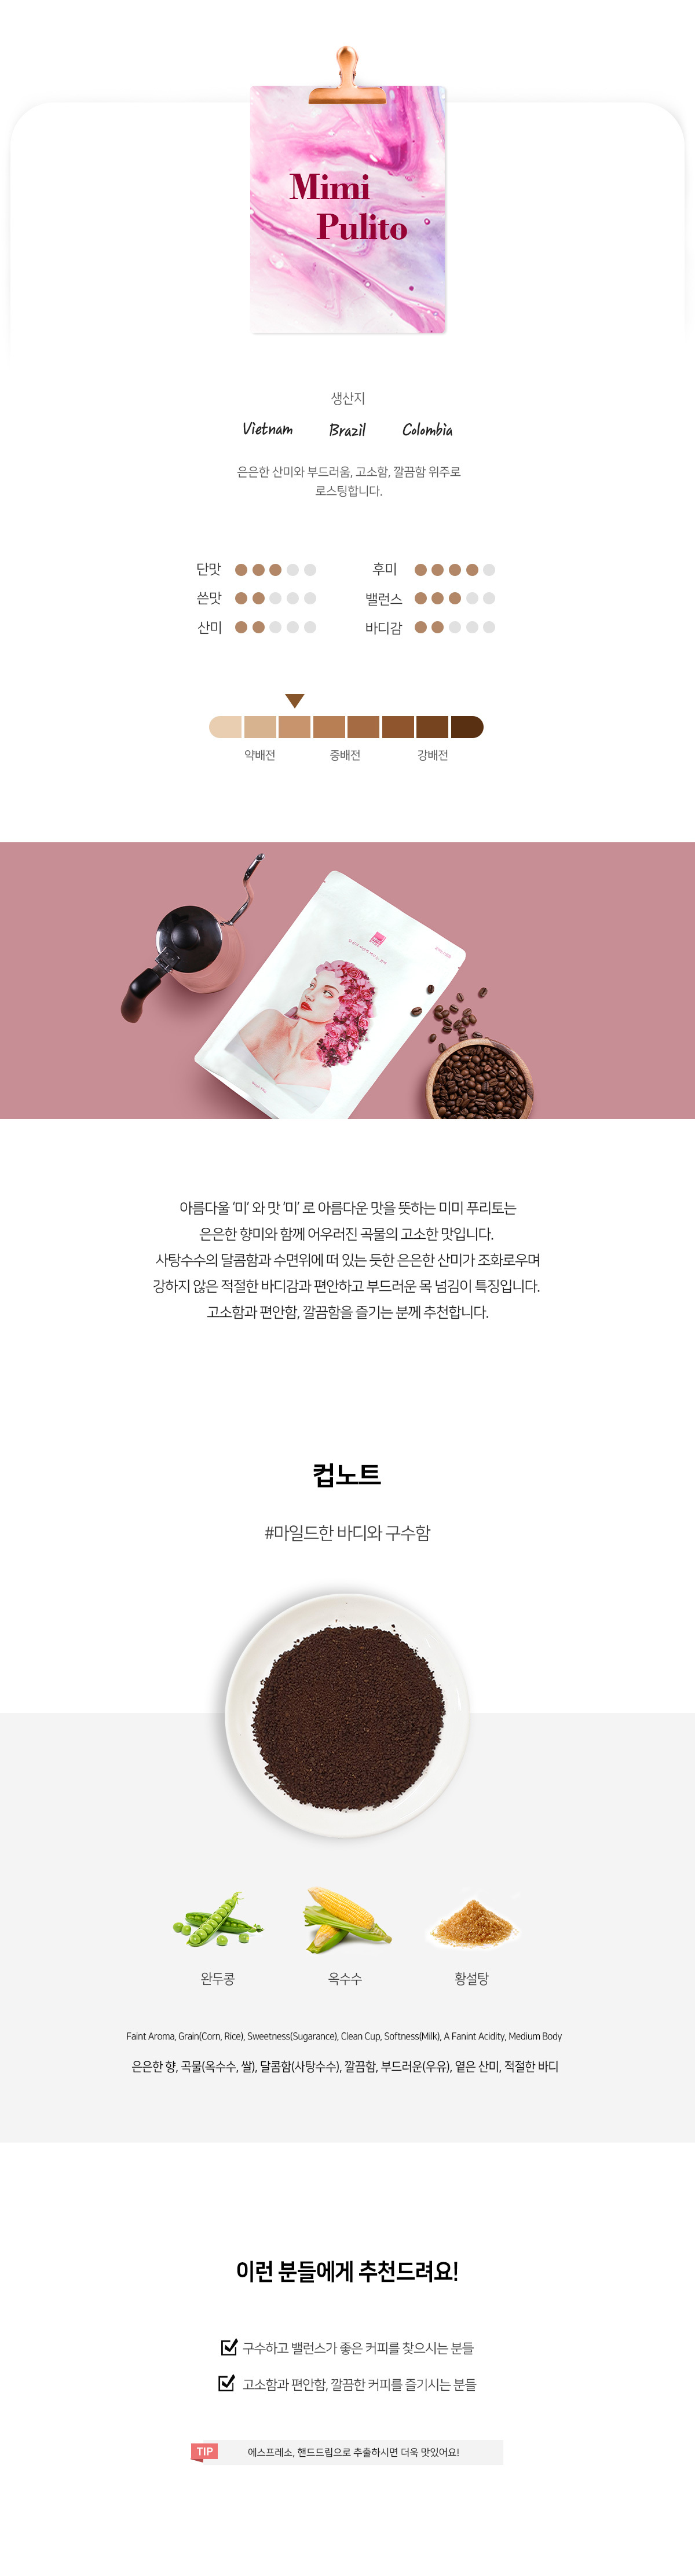 Mimi
Pulito
생산지
Vietnam Brazil Colombia
은은한 산미와 부드러움, 고소함, 깔끔함 위주로
로스팅합니다.
단맛 후미
쓴맛 밸런스
산미 바디감
약배전 중배전 강배전
아름다울 ‘미’ 와 맛 ‘미’ 로 아름다운 맛을 뜻하는 미미 푸리토는
은은한 향미와 함께 어우러진 곡물의 고소한 맛입니다.
사탕수수의 달콤함과 수면위에 떠 있는 듯한 은은한 산미가 조화로우며
강하지 않은 적절한 바디감과 편안하고 부드러운 목 넘김이 특징입니다.
고소함과 편안함, 깔끔함을 즐기는 분께 추천합니다.
컵노트
#마일드한 바디와 구수함
완두콩 옥수수 황설탕
Faint Aroma, Grain(Corn, Rice), Sweetness(Sugarance), Clean Cup, Softness(Milk), A Fanint Acidity, Medium Body
은은한 향, 곡물(옥수수, 쌀), 달콤함(사탕수수), 깔끔함, 부드러운(우유), 옅은 산미, 적절한 바디
이런 분들에게 추천드려요!
구수하고 밸런스가 좋은 커피를 찾으시는 분들
고소함과 편안함, 깔끔한 커피를 즐기시는 분들
TIP 에스프레소, 핸드드립으로 추출하시면 더욱 맛있어요!